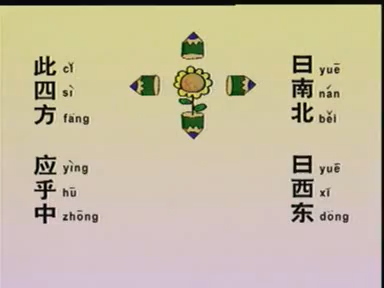 曰 yuē
南 nán
北 běi
曰 yuē
西 xī
东 dōng
此 cǐ
四 sì
方 fāng
应 yìng
乎 hū
中 zhōng